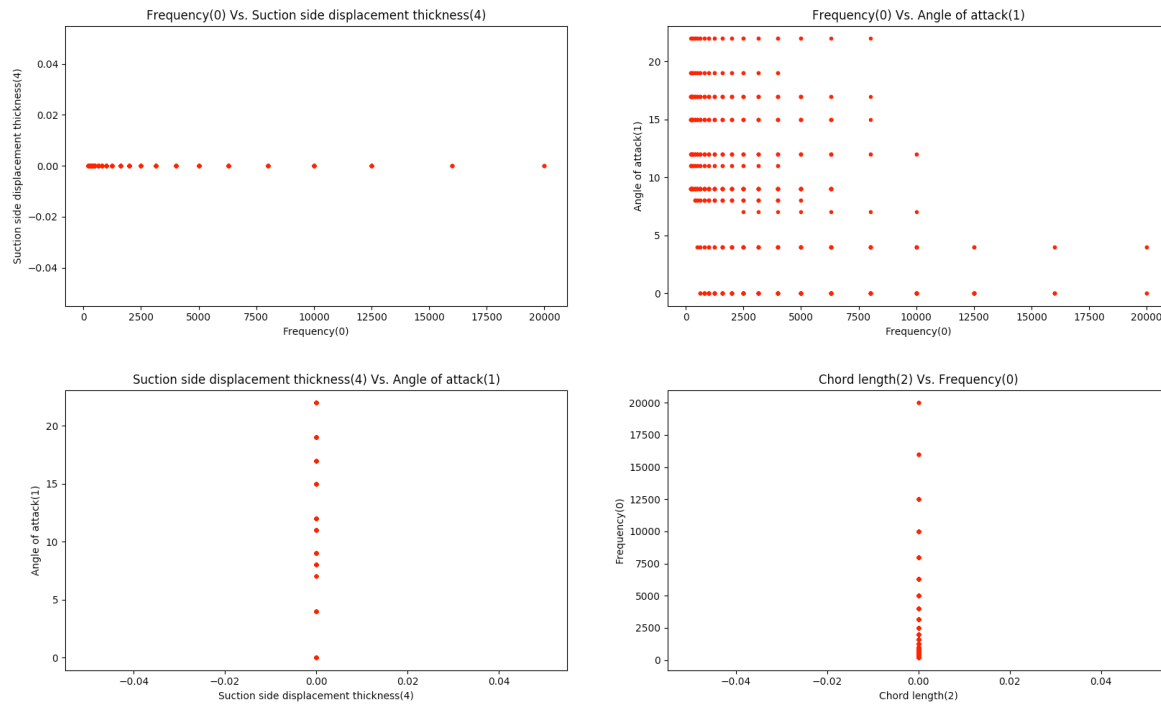 Frequency(0) Vs. Suction side displacement thickness(4)
Suction side displacement thickness(4)
0.04
0.02
0.00
−0.02
−0.04
0 2500 5000 7500 10000 12500 15000 17500 20000
Frequency(0)
Frequency(0) Vs. Angle of attack(1)
Angle of attack(1)
20
15
10
5
0
0 2500 5000 7500 10000 12500 15000 17500 20000
Frequency(0)
Suction side displacement thickness(4) Vs. Angle of attack(1)
Angle of attack(1)
20
15
10
5
0
−0.04 −0.02 0.00 0.02 0.04
Suction side displacement thickness(4)
Chord length(2) Vs. Frequency(0)
Frequency(0)
20000
17500
15000
12500
10000
7500
5000
2500
0
−0.04 −0.02 0.00 0.02 0.04
Chord length(2)